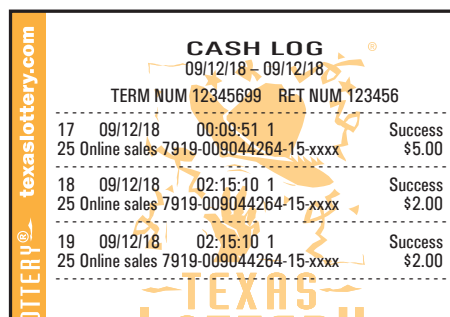 CASH LOG ®
09/12/18 – 09/12/18
TERM NUM 12345699 RET NUM 123456
17 09/12/18 00:09:51 1 Success
25 Online sales 7919-009044264-15-xxxx $5.00
18 09/12/18 02:15:10 1 Success
25 Online sales 7919-009044264-15-xxxx $2.00
19 09/12/18 02:15:10 1 Success
25 Online sales 7919-009044264-15-xxxx $2.00
TEXAS
texaslottery.com